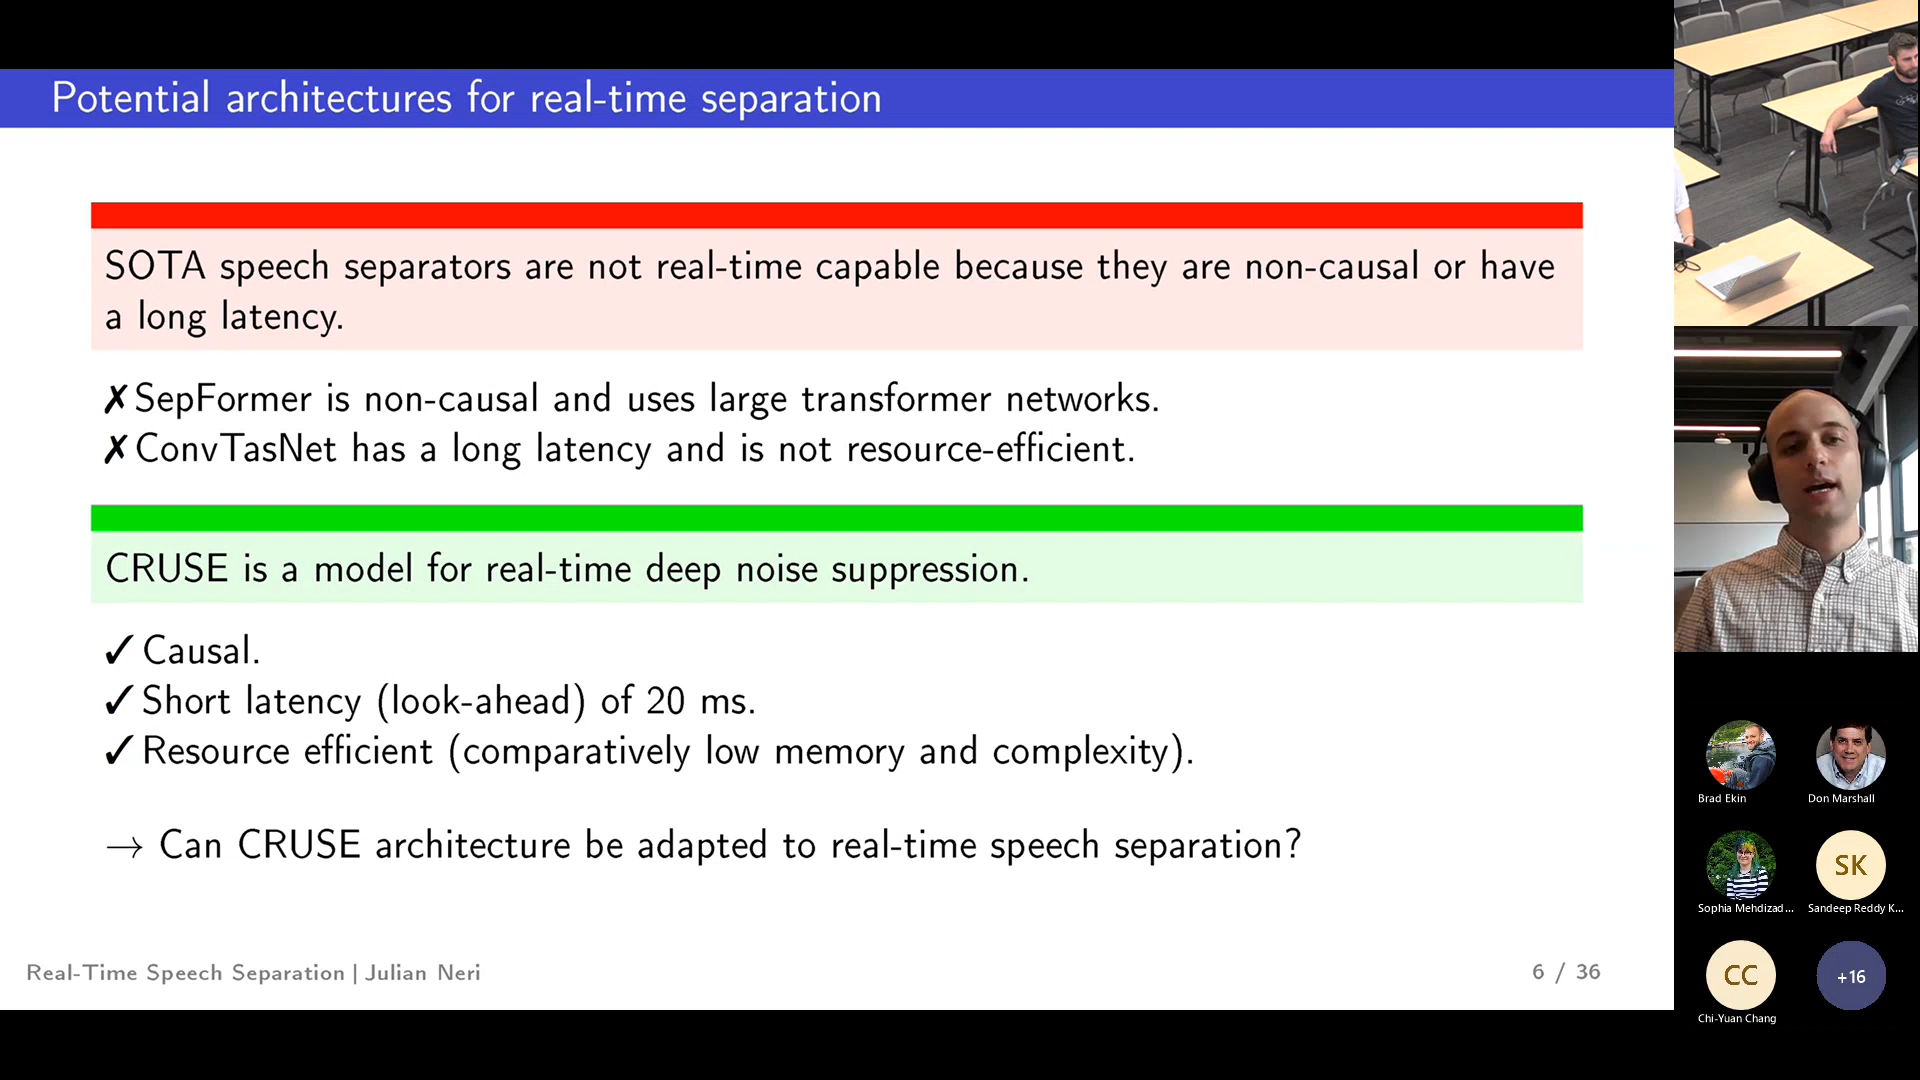 Potential architectures for real-time separation
SOTA speech separators are not real-time capable because they are non-causal or have
a long latency.
✗SepFormer is non-causal and uses large transformer networks.
✗ConvTasNet has a long latency and is not resource-efficient.
CRUSE is a model for real-time deep noise suppression.
✓Causal.
✓Short latency (look-ahead) of 20 ms.
✓Resource efficient (comparatively low memory and complexity).
→ Can CRUSE architecture be adapted to real-time speech separation?
Real-Time Speech Separation | Julian Neri
6 / 36
Brad Ekin
Don Marshall
SK
Sophia Mehdizad...
Sandeep Reddy K...
CC
+16
Chi-Yuan Chang